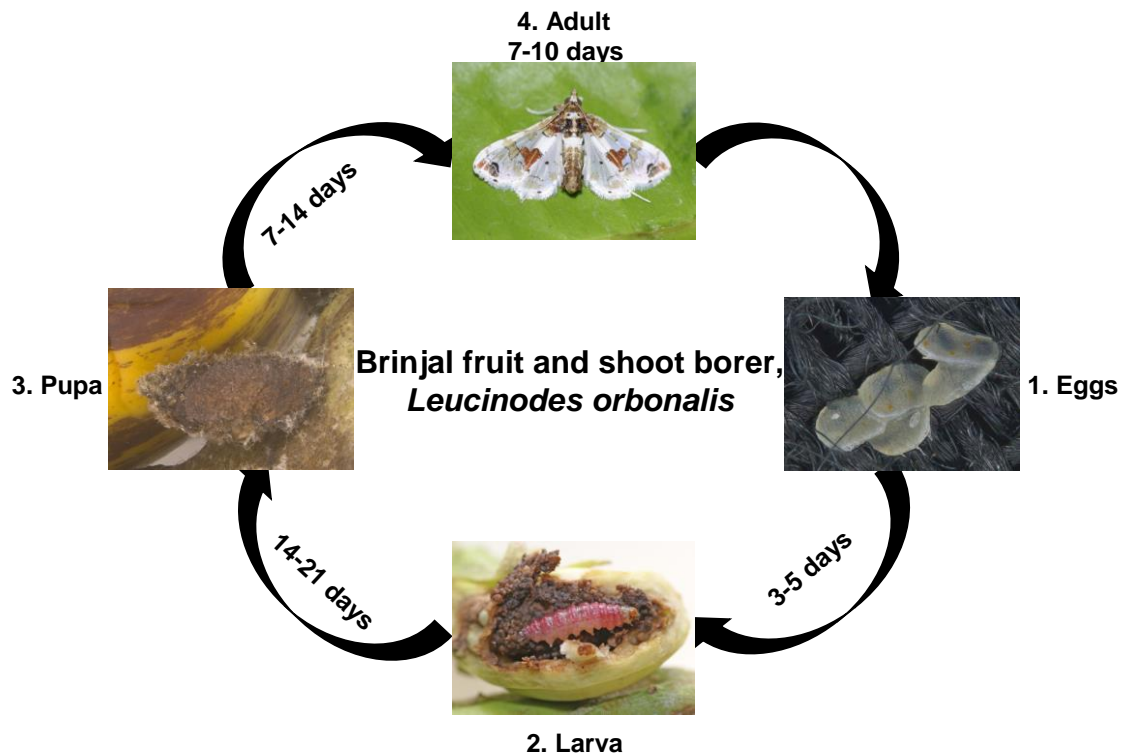 4. Adult
7-10 days
7-14 days
Brinjal fruit and shoot borer,
Leucinodes orbonalis
3. Pupa
1. Eggs
14-21 days
3-5 days
2. Larva